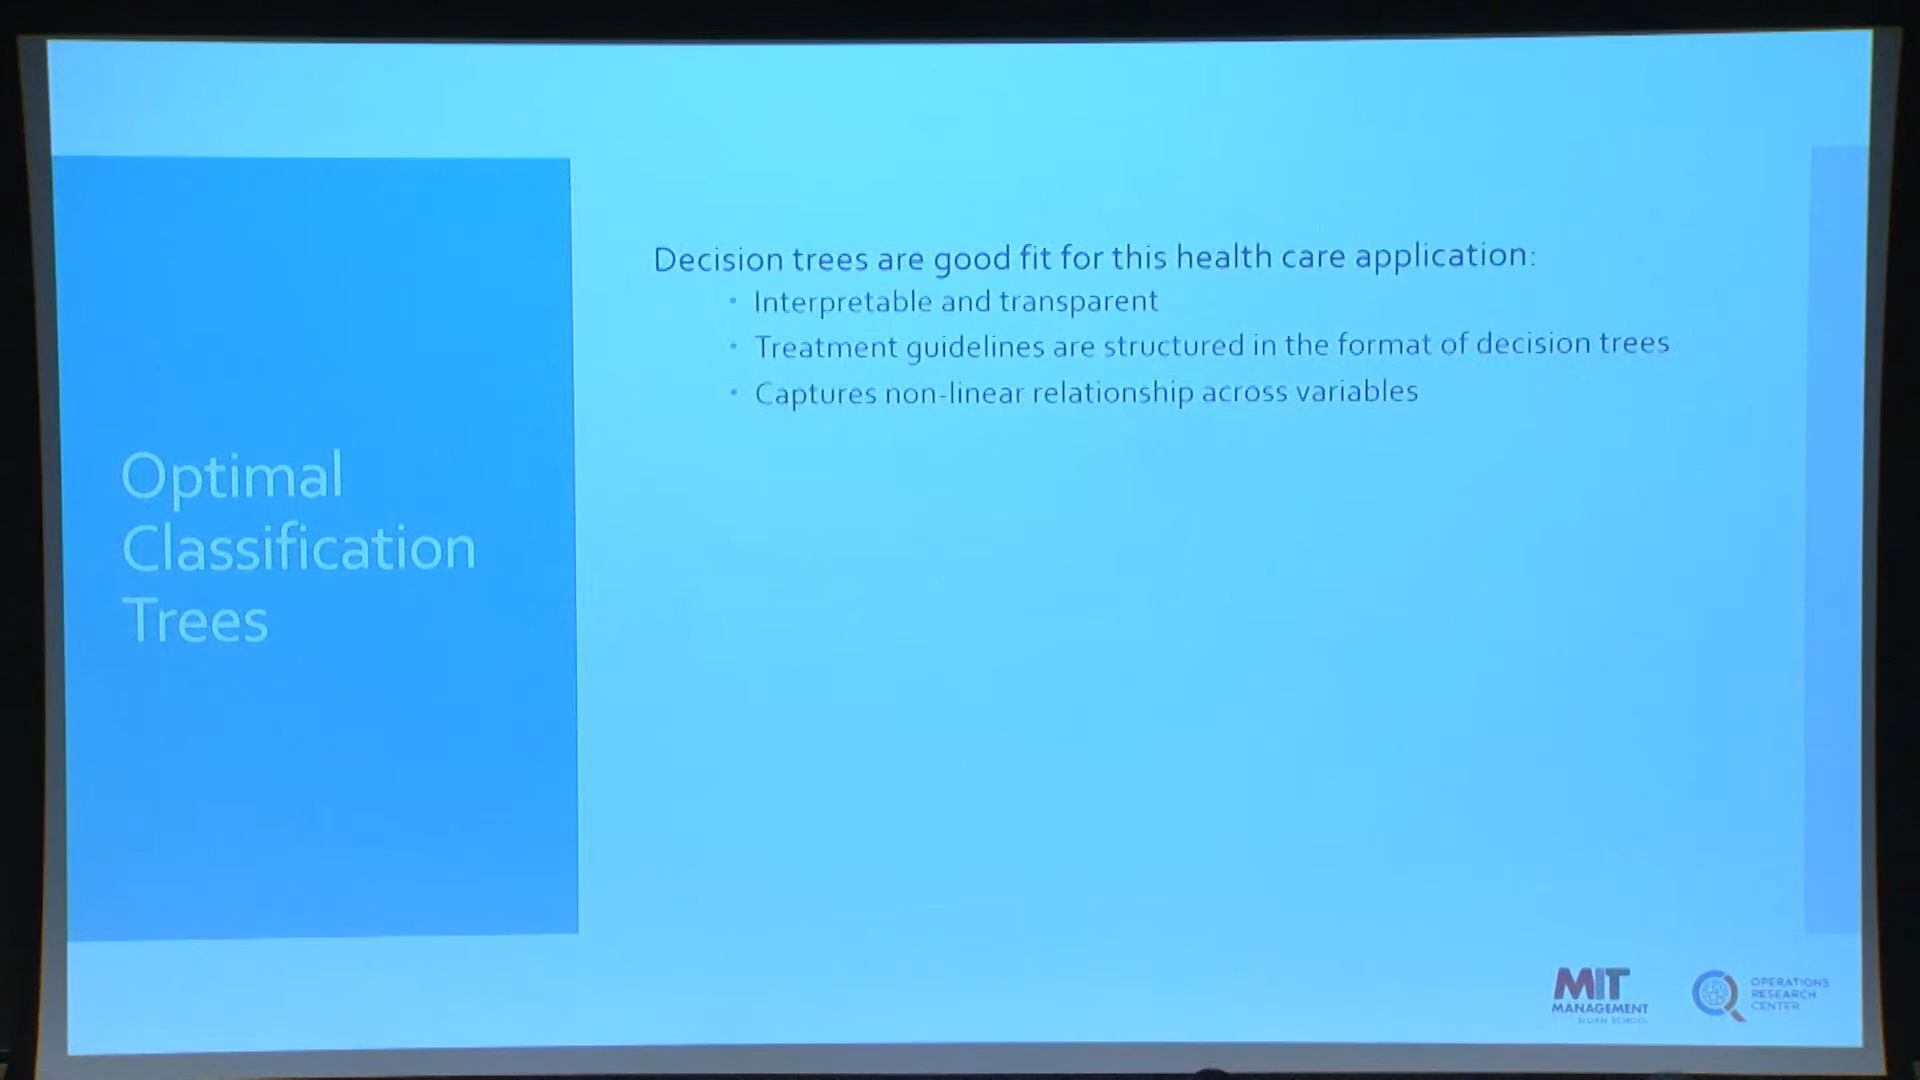 Optimal
Classification
Trees
Decision trees are good fit for this health care application:
• Interpretable and transparent
• Treatment guidelines are structured in the format of decision trees
• Captures non-linear relationship across variables
MIT
MANAGEMENT
SLOAN SCHOOL
OPERATIONS
RESEARCH
CENTER